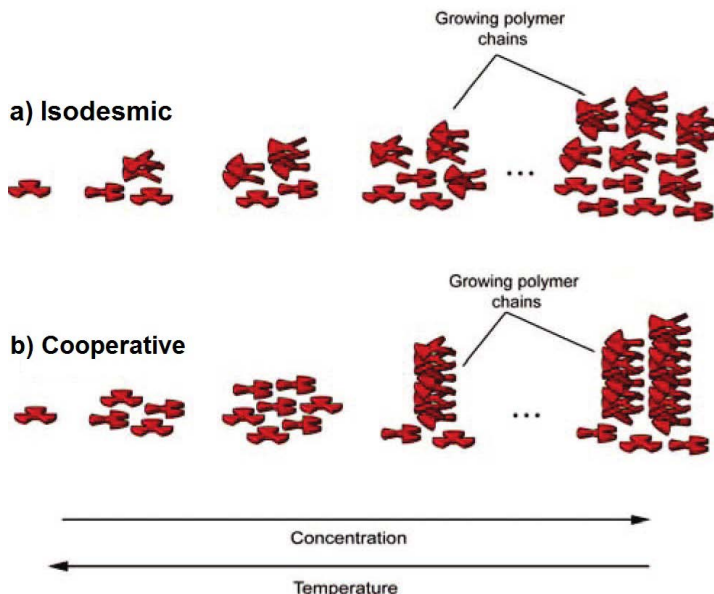 Growing polymer
chains
a) Isodesmic
...
Growing polymer
chains
b) Cooperative
...
Concentration
Temperature